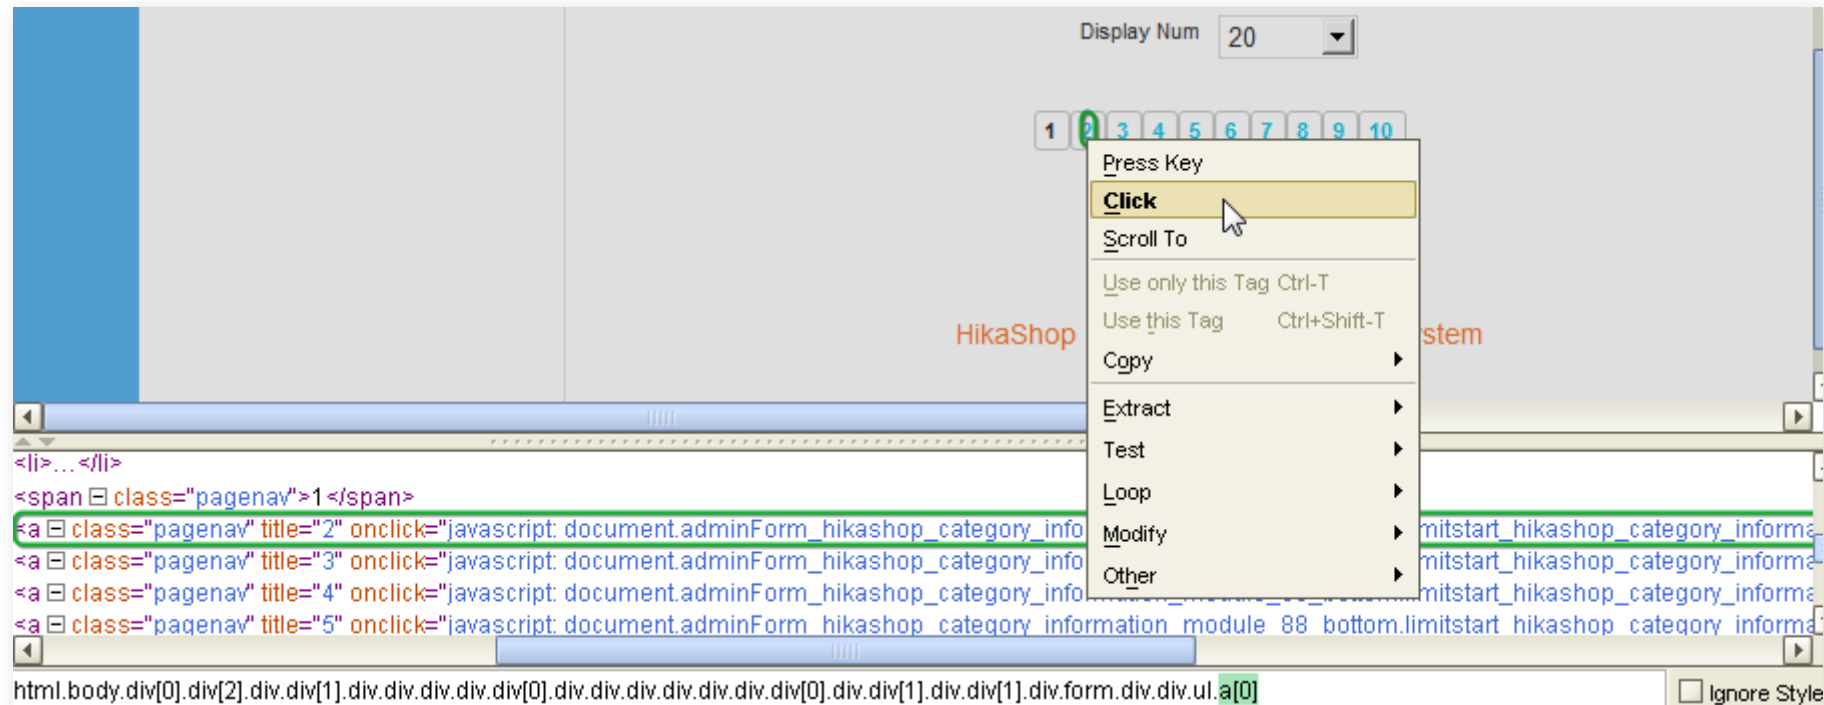 Display Num 20
1 2 3 4 5 6 7 8 9 10
Press Key
Click
Scroll To
Use only this Tag Ctrl-T
Use this Tag Ctrl+Shift-T
HikaShop stem
Copy
Extract
Test
Loop
Modify
Other
<li>...</li>
<span class="pagenav">1</span>
<a class="pagenav" title="2" onclick="javascript: document.adminForm_hikashop_category_info mitstart_hikashop_category_informa
<a class="pagenav" title="3" onclick="javascript: document.adminForm_hikashop_category_info mitstart_hikashop_category_informa
<a class="pagenav" title="4" onclick="javascript: document.adminForm_hikashop_category_info mitstart_hikashop_category_informa
<a class="pagenav" title="5" onclick="javascript: document.adminForm_hikashop_category_information_module_88_bottom.limitstart_hikashop_category_informa
html.body.div[0].div[2].div.div[1].div.div.div.div.div[0].div.div.div.div.div.div[0].div.div[1].div.div[1].div.form.div.div.ul.a[0]
Ignore Style